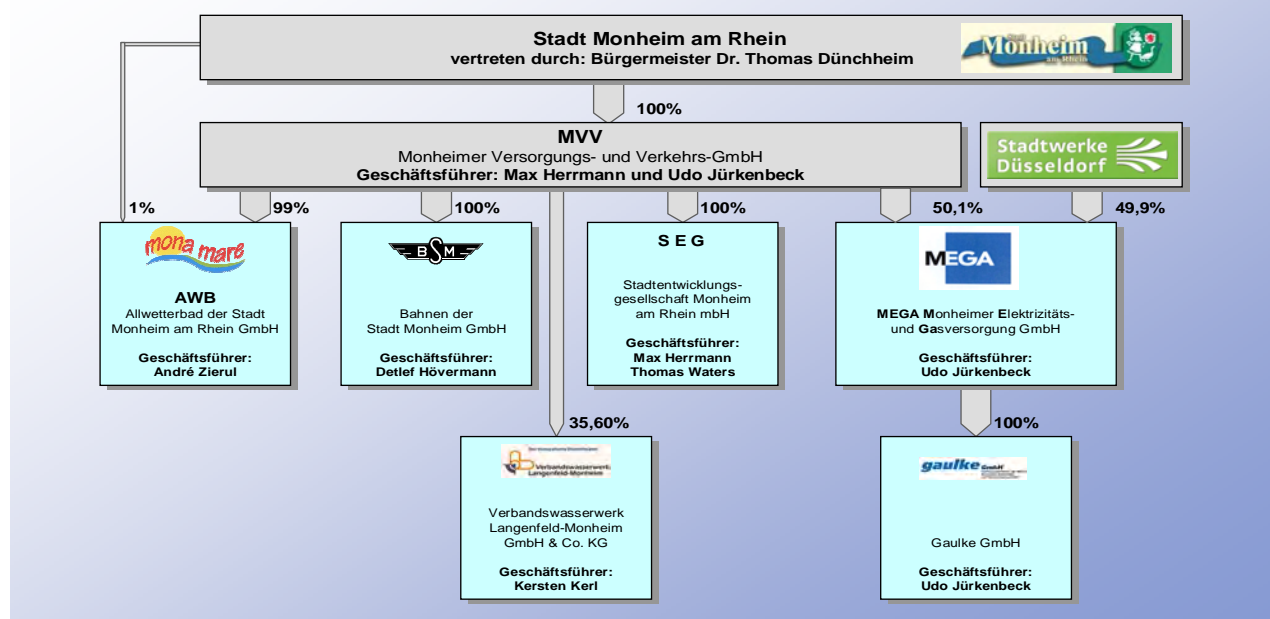 Stadt Monheim am Rhein
vertreten durch: Bürgermeister Dr. Thomas Dünchheim
Stadt
Monheim
am Rhein
100%
MVV
Monheimer Versorgungs- und Verkehrs-GmbH
Geschäftsführer: Max Herrmann und Udo Jürkenbeck
Stadtwerke
Düsseldorf
1%
99%
100%
100%
50,1%
49,9%
mona mare
AWB
Allwetterbad der Stadt
Monheim am Rhein GmbH
Geschäftsführer:
André Zierul
BSM
Bahnen der
Stadt Monheim GmbH
Geschäftsführer:
Detlef Hövermann
S E G
Stadtentwicklungs-
gesellschaft Monheim
am Rhein mbH
Geschäftsführer:
Max Herrmann
Thomas Waters
MEGA
MEGA Monheimer Elektrizitäts-
und Gasversorgung GmbH
Geschäftsführer:
Udo Jürkenbeck
35,60%
100%
Verbandswasserwerk
Langenfeld-Monheim
Verbandswasserwerk
Langenfeld-Monheim
GmbH & Co. KG
Geschäftsführer:
Kersten Kerl
gaulke GmbH
Gaulke GmbH
Geschäftsführer:
Udo Jürkenbeck